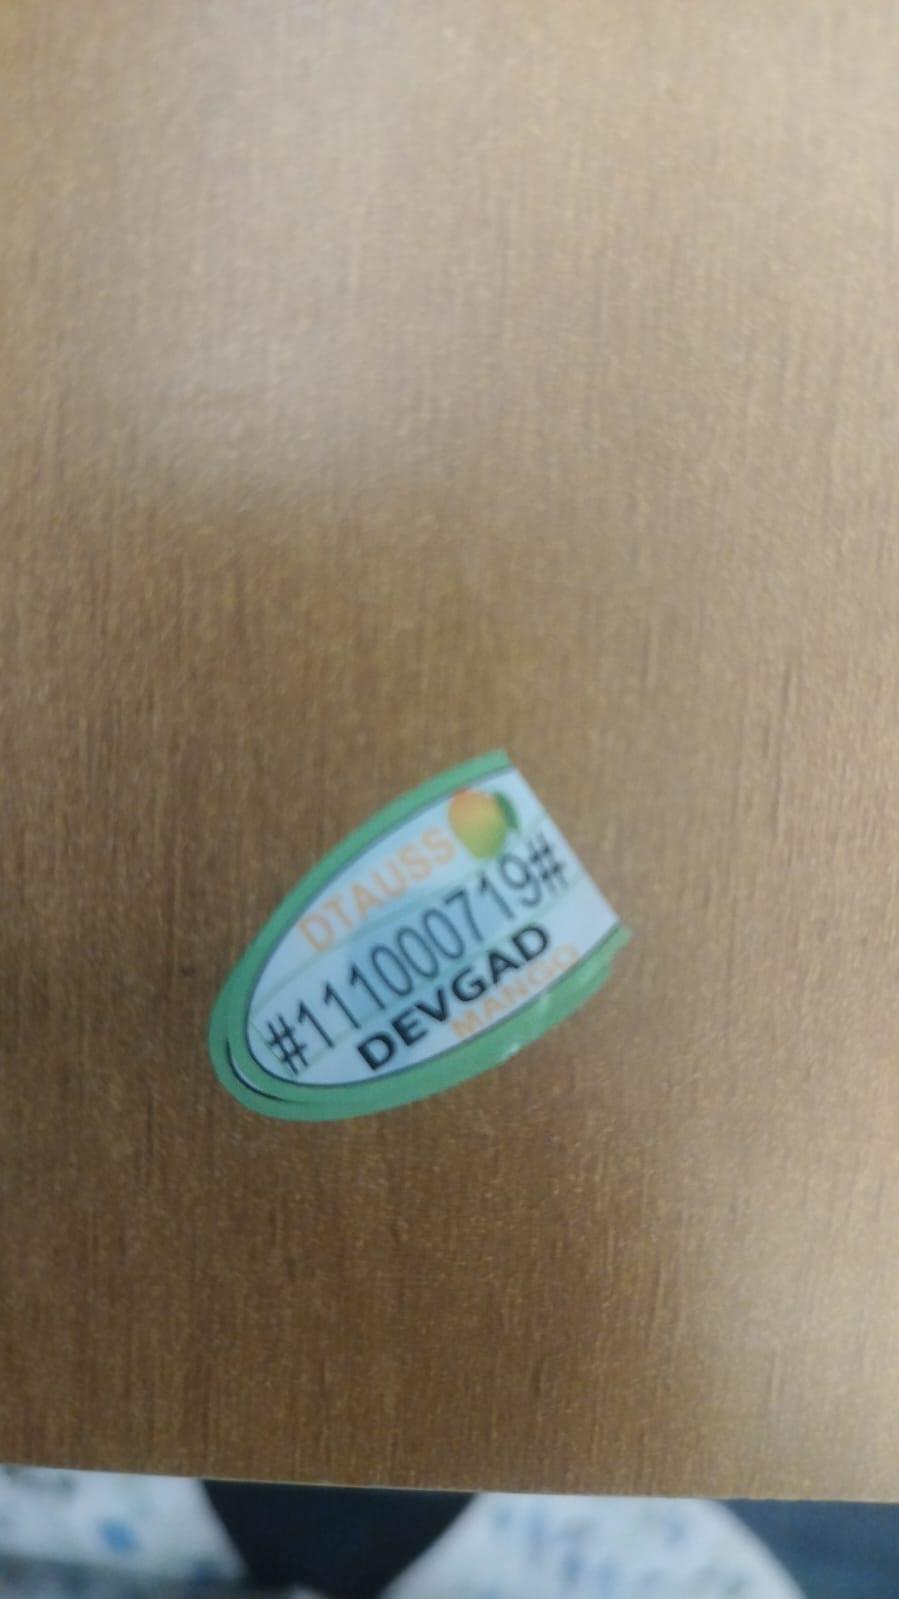 DTAUSS
#111000719#
DEVGAD
MANGO